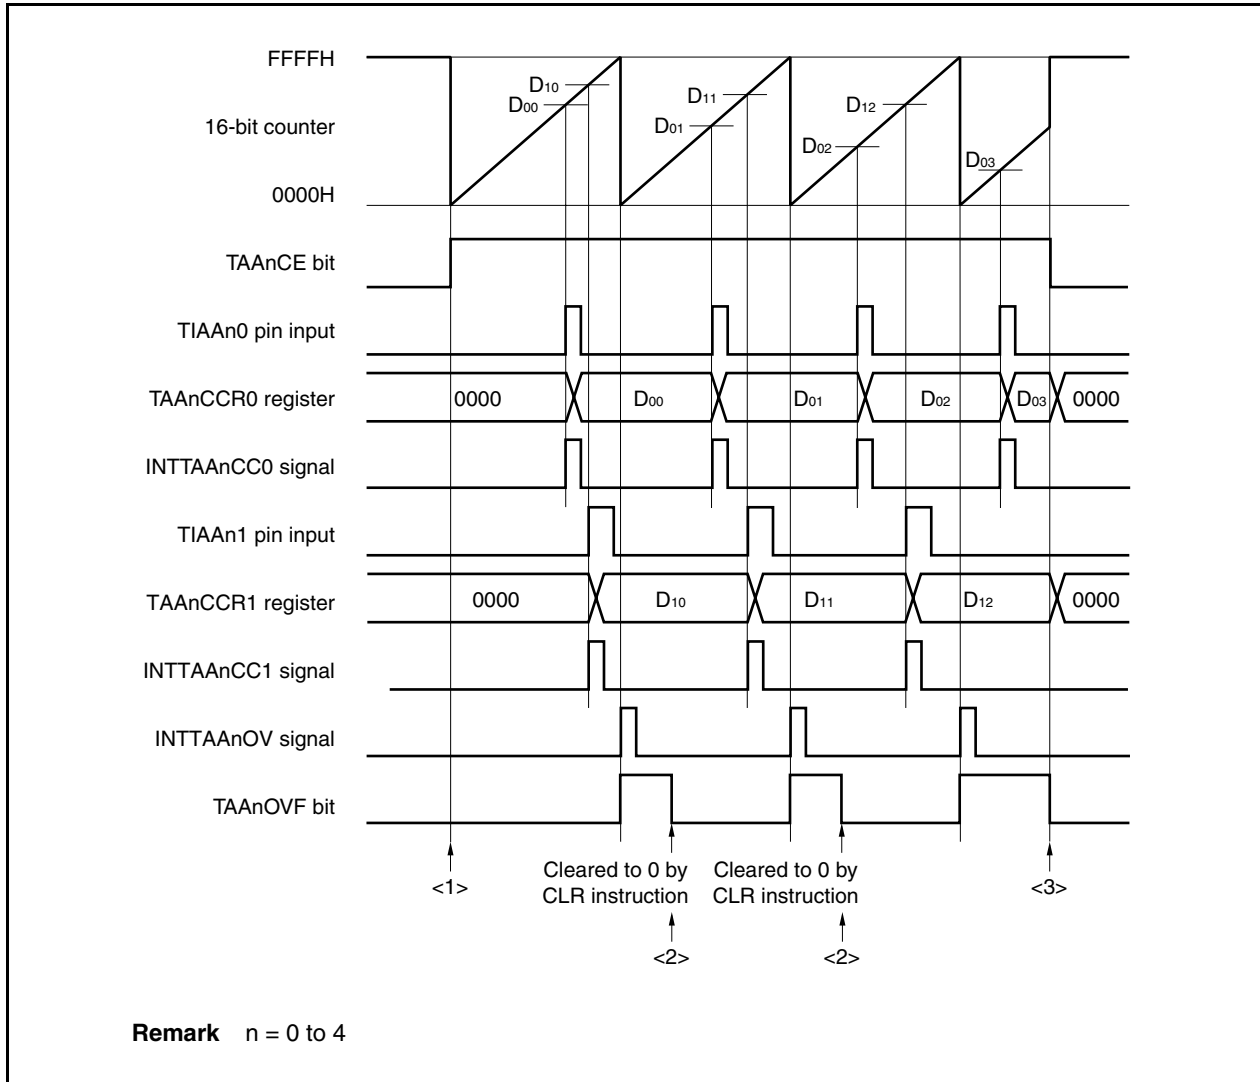 FFFFH
D10
D00
D11
D12
16-bit counter
D01
D02
D03
0000H
TAAnCE bit
TIAAn0 pin input
TAAnCCR0 register 0000 D00 D01 D02 D03 0000
INTTAAnCC0 signal
TIAAn1 pin input
TAAnCCR1 register 0000 D10 D11 D12 0000
INTTAAnCC1 signal
INTTAAnOV signal
TAAnOVF bit
Cleared to 0 by
CLR instruction
Cleared to 0 by
CLR instruction
<1>
<3>
<2>
<2>
Remark n = 0 to 4